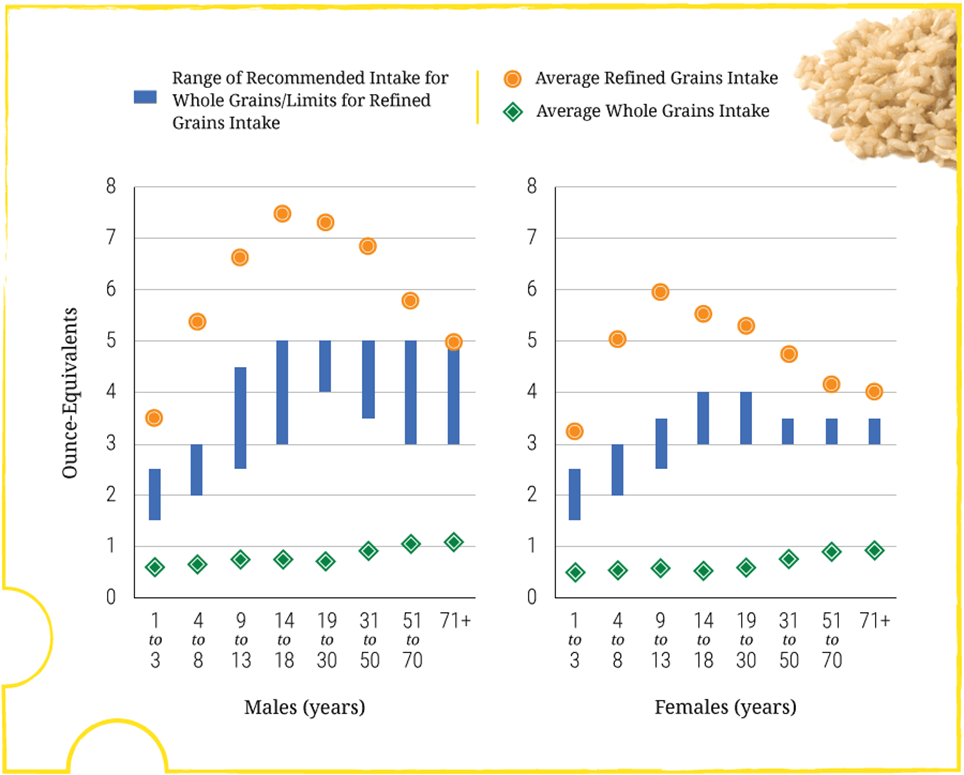 Range of Recommended Intake for
Whole Grains/Limits for Refined
Grains Intake
Average Refined Grains Intake
Average Whole Grains Intake
Ounce-Equivalents
8
7
6
5
4
3
2
1
0
1 4 9 14 19 31 51 71+
to to to to to to to
3 8 13 18 30 50 70
Males (years)
8
7
6
5
4
3
2
1
0
1 4 9 14 19 31 51 71+
to to to to to to to
3 8 13 18 30 50 70
Females (years)